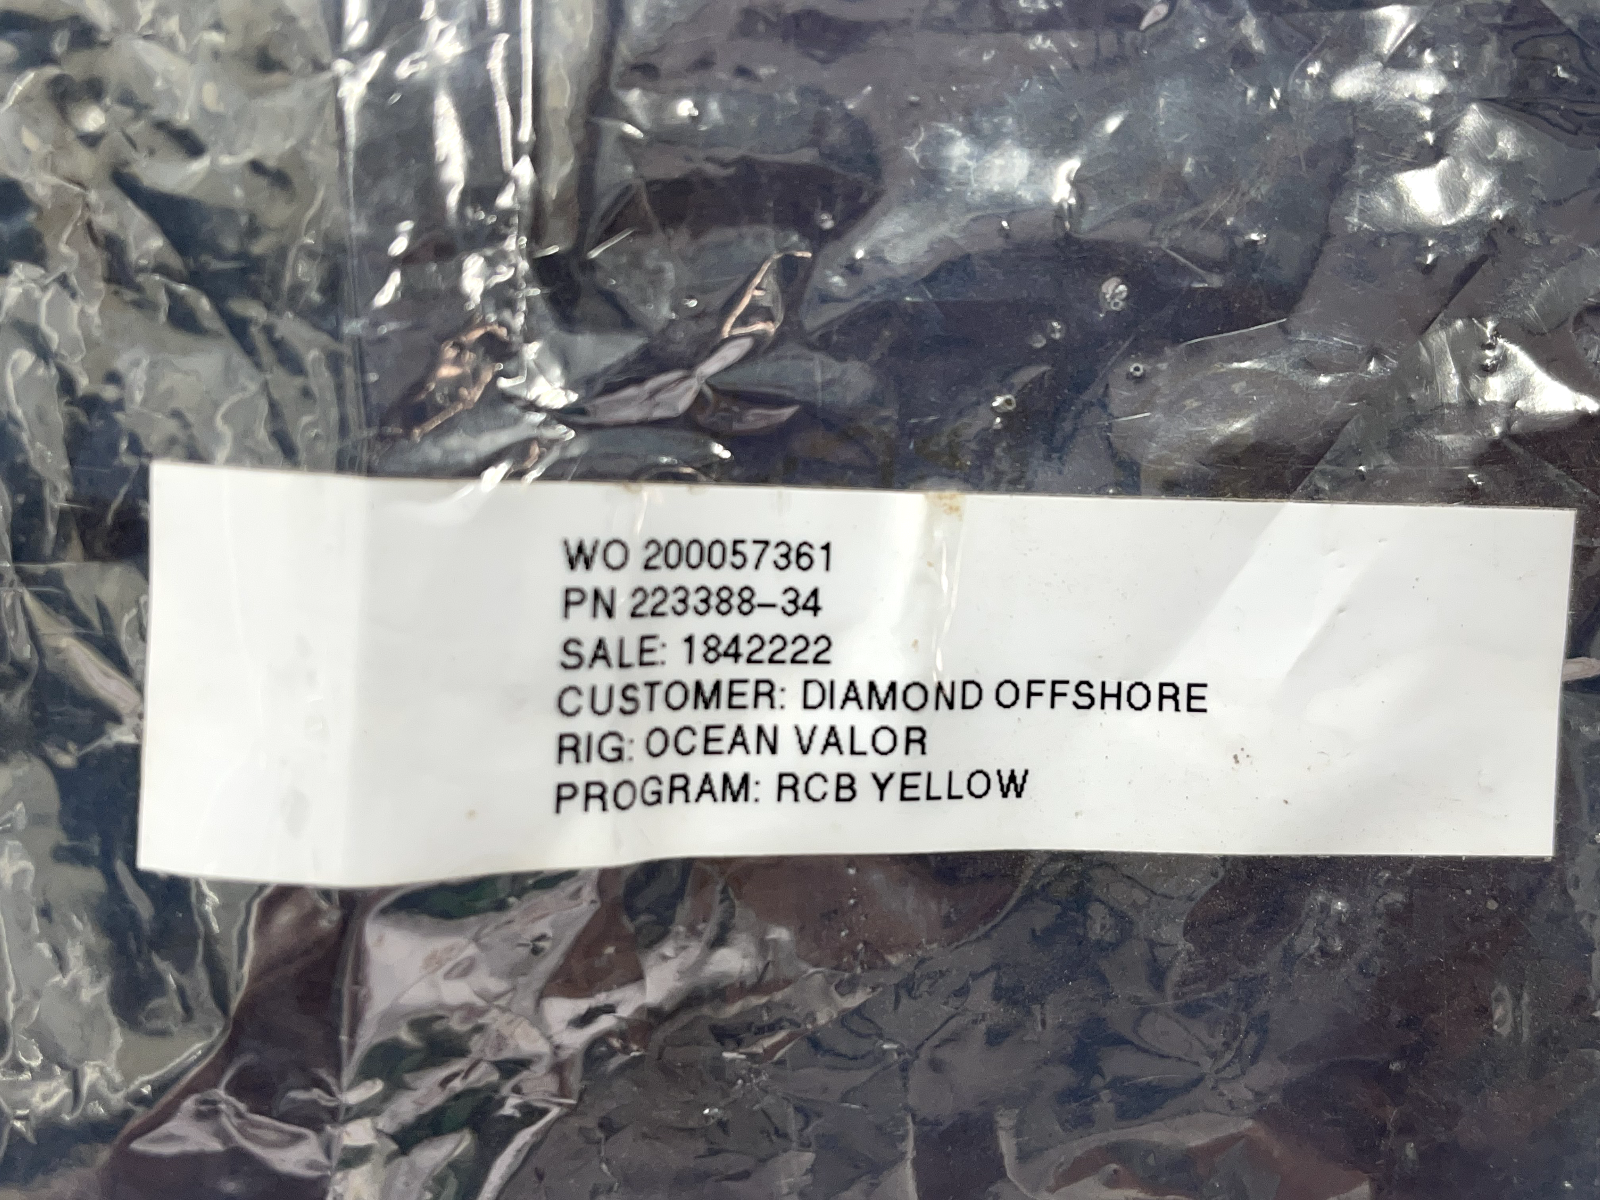 WO 200057361
PN 223388-34
SALE: 1842222
CUSTOMER: DIAMOND OFFSHORE
RIG: OCEAN VALOR
PROGRAM: RCB YELLOW